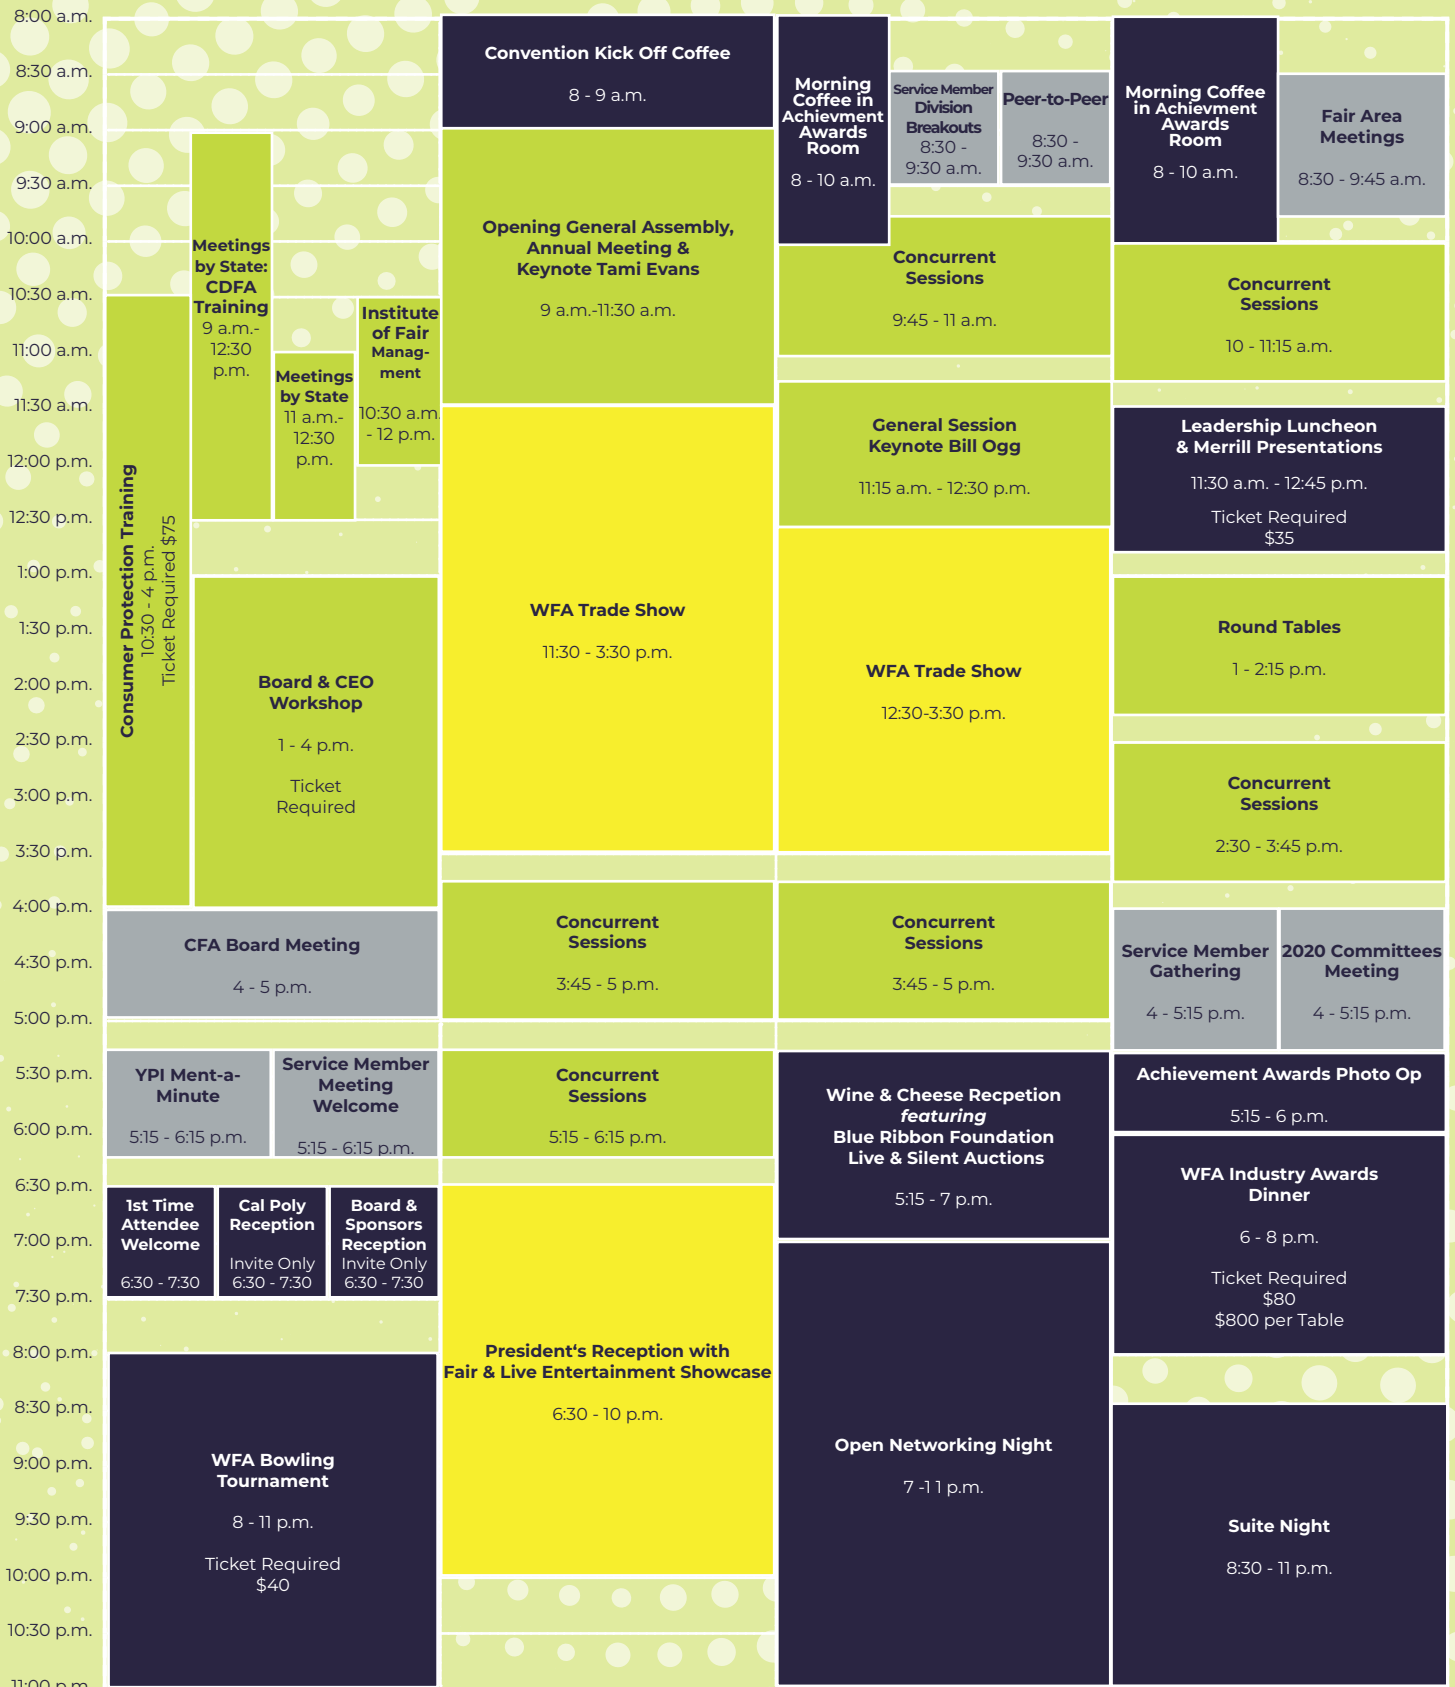 8:00 a.m.
8:30 a.m.
9:00 a.m.
9:30 a.m.
10:00 a.m.
10:30 a.m.
11:00 a.m.
11:30 a.m.
12:00 p.m.
12:30 p.m.
1:00 p.m.
1:30 p.m.
2:00 p.m.
2:30 p.m.
3:00 p.m.
3:30 p.m.
4:00 p.m.
4:30 p.m.
5:00 p.m.
5:30 p.m.
6:00 p.m.
6:30 p.m.
7:00 p.m.
7:30 p.m.
8:00 p.m.
8:30 p.m.
9:00 p.m.
9:30 p.m.
10:00 p.m.
10:30 p.m.
11:00 p.m.
Consumer Protection Training
10:30 - 4 p.m.
Ticket Required $75
Meetings
by State:
CDFA
Training
9 a.m.-
12:30
p.m.
Meetings
by State
11 a.m.-
12:30
p.m.
Institute
of Fair
Manag-
ment
10:30 a.m.
- 12 p.m.
Board & CEO
Workshop
1 - 4 p.m.
Ticket
Required
CFA Board Meeting
4 - 5 p.m.
YPI Ment-a-
Minute
5:15 - 6:15 p.m.
Service Member
Meeting
Welcome
5:15 - 6:15 p.m.
1st Time
Attendee
Welcome
6:30 - 7:30
Cal Poly
Reception
Invite Only
6:30 - 7:30
Board &
Sponsors
Reception
Invite Only
6:30 - 7:30
WFA Bowling
Tournament
8 - 11 p.m.
Ticket Required
$40
Convention Kick Off Coffee
8 - 9 a.m.
Opening General Assembly,
Annual Meeting &
Keynote Tami Evans
9 a.m.-11:30 a.m.
WFA Trade Show
11:30 - 3:30 p.m.
Concurrent
Sessions
3:45 - 5 p.m.
Concurrent
Sessions
5:15 - 6:15 p.m.
President's Reception with
Fair & Live Entertainment Showcase
6:30 - 10 p.m.
Morning
Coffee in
Achievment
Awards
Room
8 - 10 a.m.
Service Member
Division
Breakouts
8:30 -
9:30 a.m.
Peer-to-Peer
8:30 -
9:30 a.m.
Concurrent
Sessions
9:45 - 11 a.m.
General Session
Keynote Bill Ogg
11:15 a.m. - 12:30 p.m.
WFA Trade Show
12:30-3:30 p.m.
Concurrent
Sessions
3:45 - 5 p.m.
Wine & Cheese Recpetion
featuring
Blue Ribbon Foundation
Live & Silent Auctions
5:15 - 7 p.m.
Open Networking Night
7 -1 1 p.m.
Morning Coffee
in Achievment
Awards
Room
8 - 10 a.m.
Fair Area
Meetings
8:30 - 9:45 a.m.
Concurrent
Sessions
10 - 11:15 a.m.
Leadership Luncheon
& Merrill Presentations
11:30 a.m. - 12:45 p.m.
Ticket Required
$35
Round Tables
1 - 2:15 p.m.
Concurrent
Sessions
2:30 - 3:45 p.m.
Service Member
Gathering
4 - 5:15 p.m.
2020 Committees
Meeting
4 - 5:15 p.m.
Achievement Awards Photo Op
5:15 - 6 p.m.
WFA Industry Awards
Dinner
6 - 8 p.m.
Ticket Required
$80
$800 per Table
Suite Night
8:30 - 11 p.m.